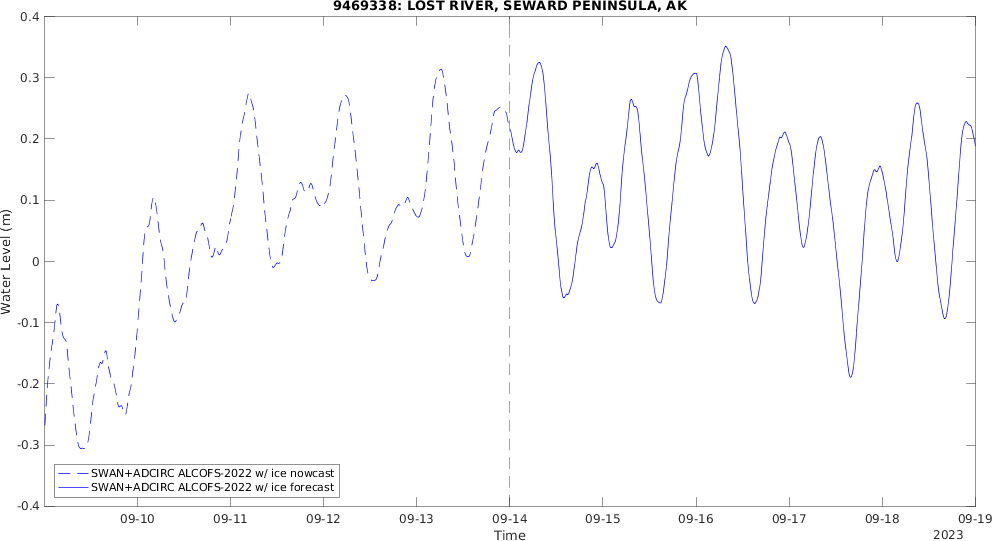 9469338: LOST RIVER, SEWARD PENINSULA, AK
Water Level (m)
0.4
0.3
0.2
0.1
0
-0.1
-0.2
-0.3
-0.4
SWAN+ADCIRC ALCOFS-2022 w/ ice nowcast
SWAN+ADCIRC ALCOFS-2022 w/ ice forecast
09-10 09-11 09-12 09-13 09-14 09-15 09-16 09-17 09-18 09-19
Time
2023